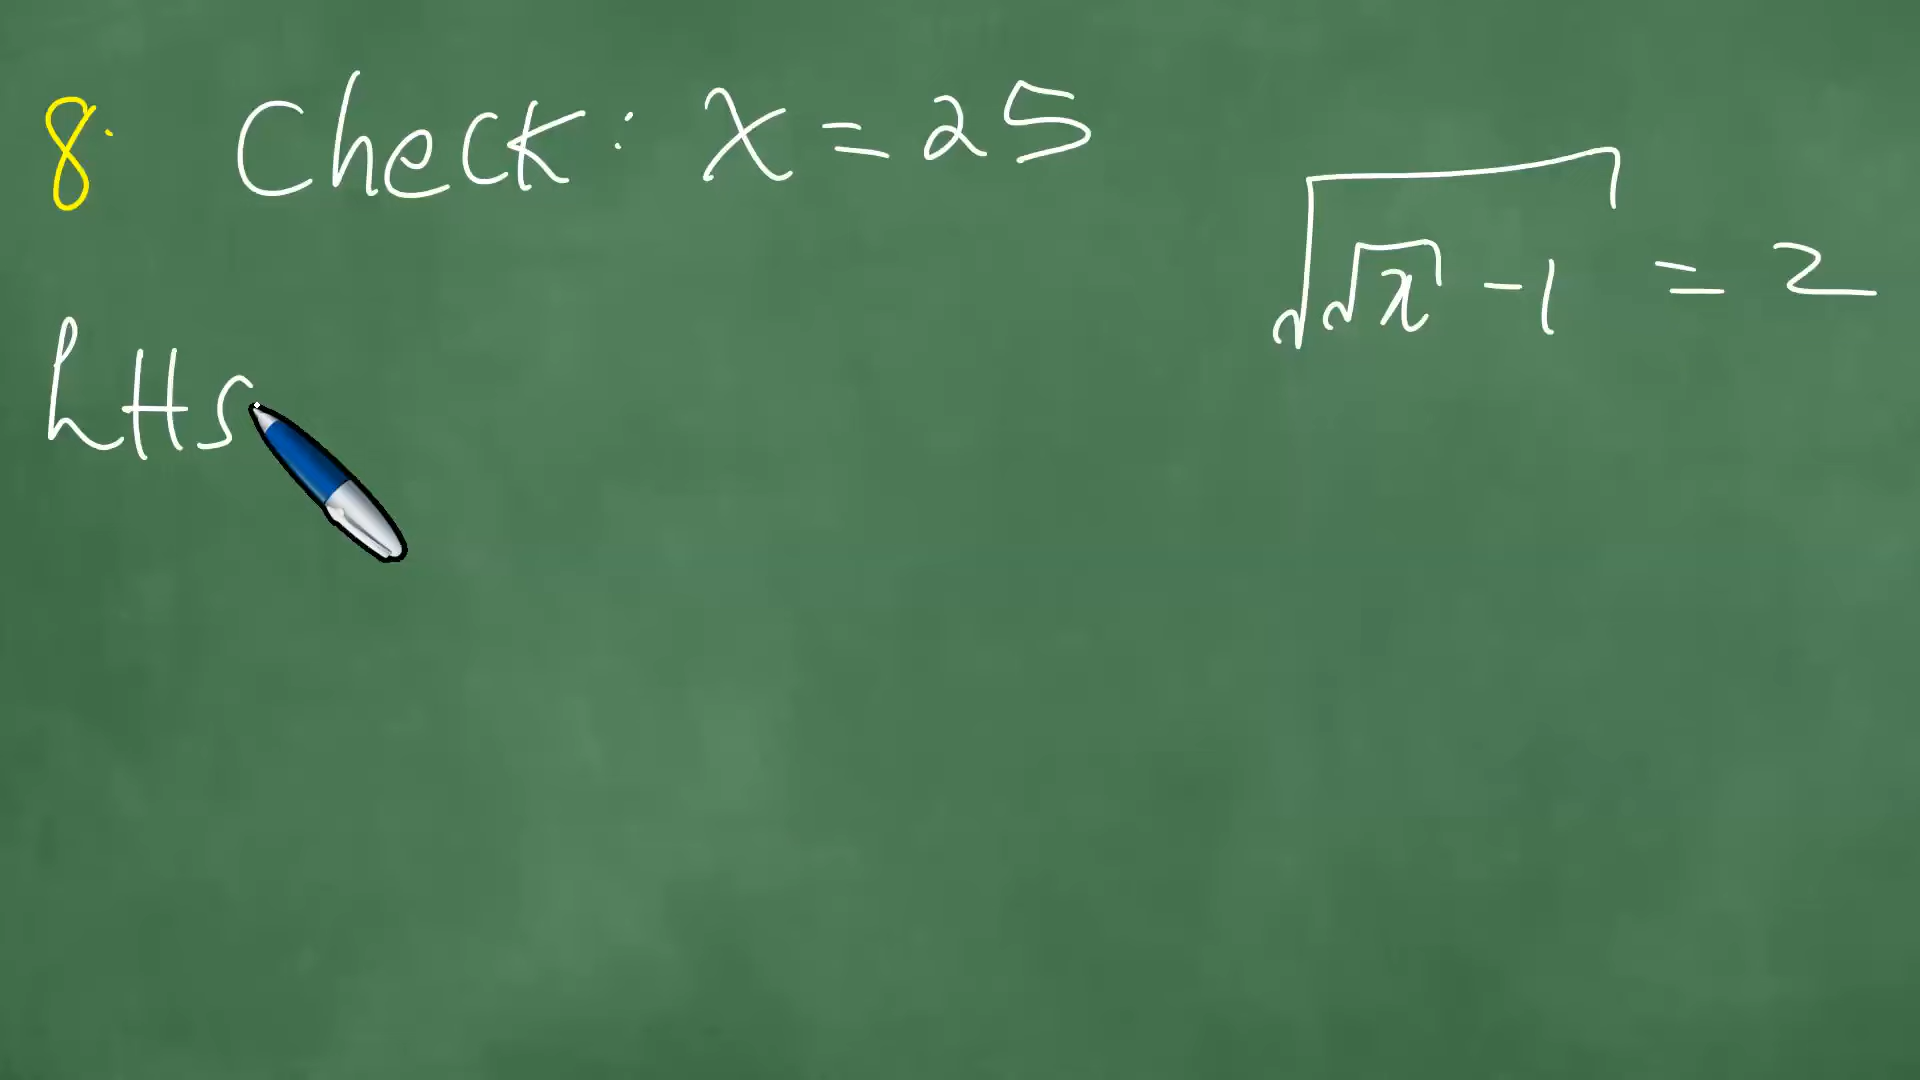 8. Check: x = 25
√(√x - 1) = 2
LHS